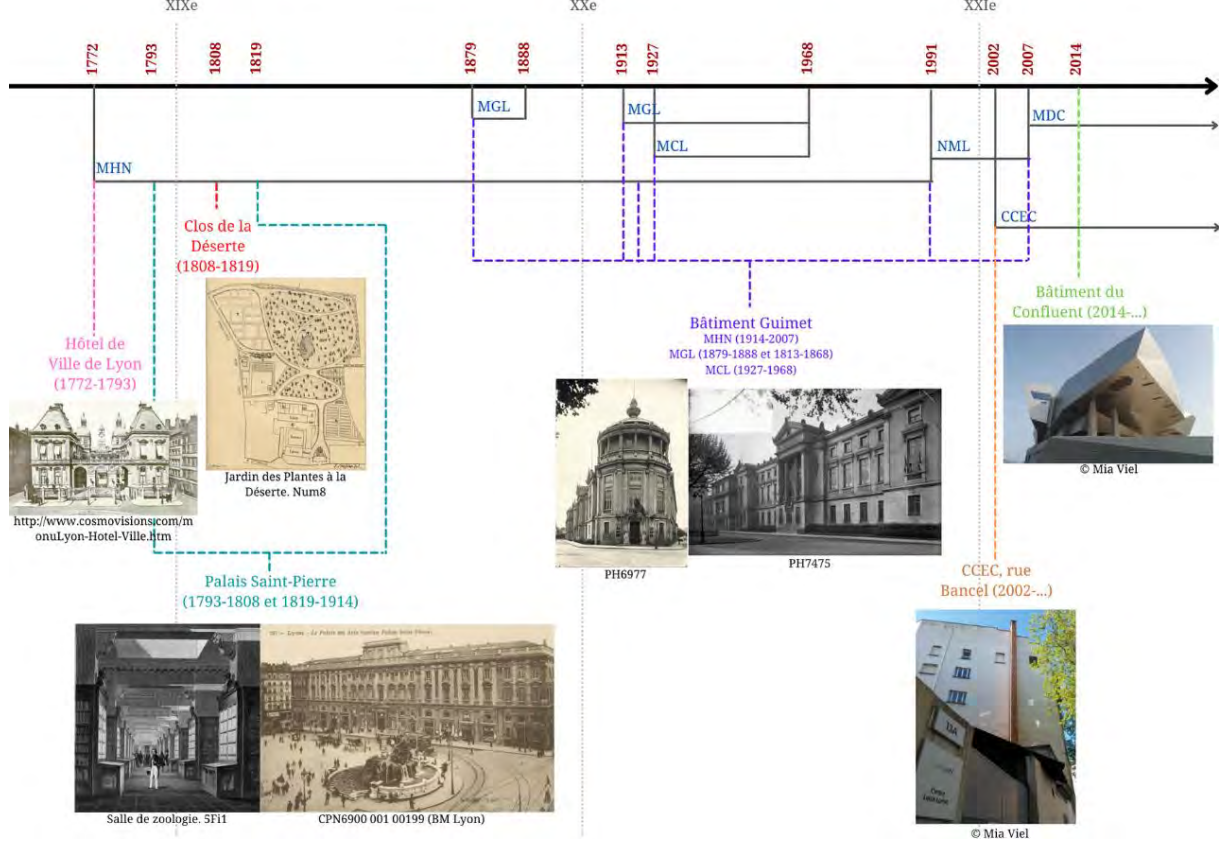 XIXe
XXe
XXIe
1772
1793
1808
1819
1879
1888
1913
1927
1968
1991
2002
2007
2014
MGL
MGL
MDC
MCL
NML
MHN
CCEC
Clos de la
Déserte
(1808-1819)
Bâtiment du
Confluent (2014-...)
Hôtel de
Ville de Lyon
(1772-1793)
Bâtiment Guimet
MHN (1914-2007)
MGL (1879-1888 et 1813-1868)
MCL (1927-1968)
Jardin des Plantes à la
Déserte. Num8
© Mia Viel
http://www.cosmovisions.com/m
onuLyon-Hotel-Ville.htm
PH6977
PH7475
Palais Saint-Pierre
(1793-1808 et 1819-1914)
CCEC, rue
Bancel (2002-...)
Salle de zoologie. 5Fi1
CPN6900 001 00199 (BM Lyon)
13A
© Mia Viel